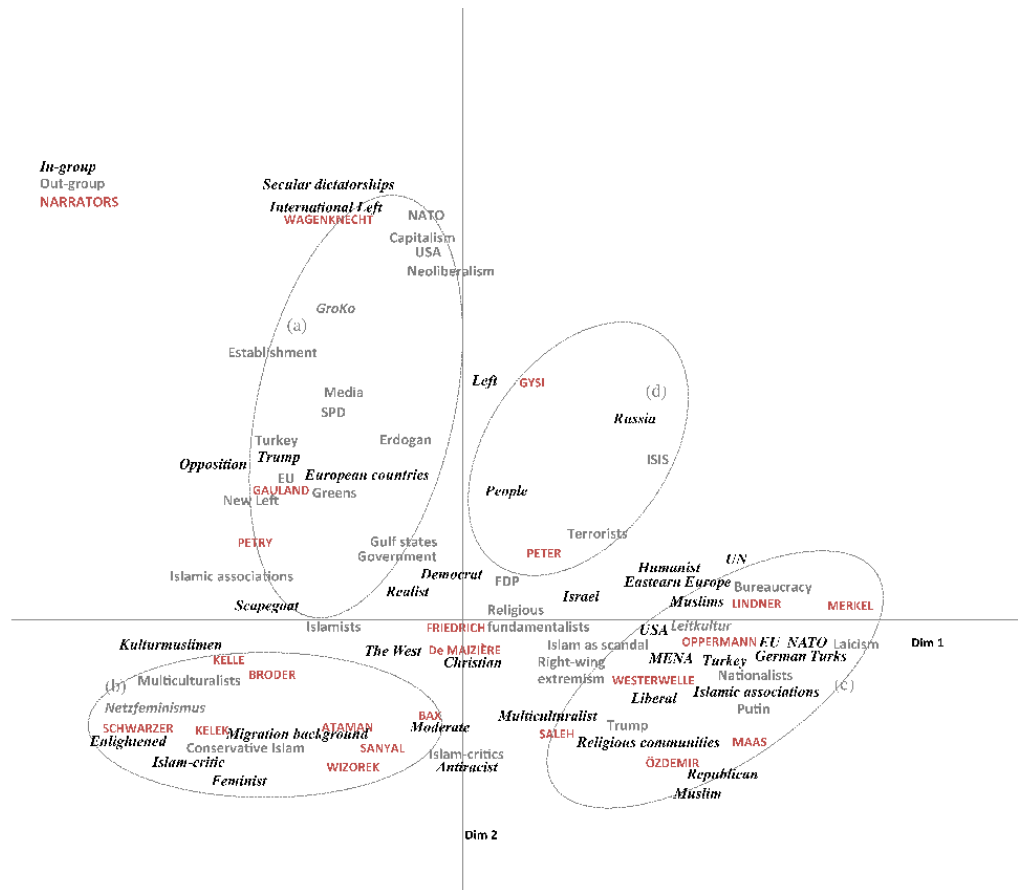 In-group
Out-group
NARRATORS
Secular dictatorships
International Left
WAGENKNECHT
NATO
Capitalism
USA
Neoliberalism
GroKo
(a)
Establishment
Media
SPD
Left
GYSI
(d)
Russia
Turkey
Erdogan
Trump
Opposition
European countries
ISIS
EU
GAULAND
Greens
New Left
People
PETRY
Gulf states
Government
Terrorists
PETER
Islamic associations
Democrat
FDP
Realist
Scapegoat
Israel
Humanist
UN
Eastearn Europe
Bureaucracy
Muslims
LINDNER
MERKEL
Religious
fundamentalists
Islamists
FRIEDRICH
USA
Leitkultur
Dim 1
Kulturmuslimen
The West
De MAIZIÈRE
Christian
Islam as scandal
OPPERMANN
EU
NATO
Laicism
KELLE
Right-wing
extremism
MENA
Turkey
German Turks
(b)
Multiculturalists
BRODER
WESTERWELLE
Nationalists
Islamic associations
(c)
Liberal
Netzfeminismus
Putin
BAX
Multiculturalist
SCHWARZER
KELEK
ATAMAN
Moderate
Trump
Migration background
SALEH
Enlightened
Conservative Islam
SANYAL
Religious communities
MAAS
Islam-critic
Islam-critics
WIZOREK
Antiracist
ÖZDEMIR
Feminist
Republican
Muslim
Dim 2